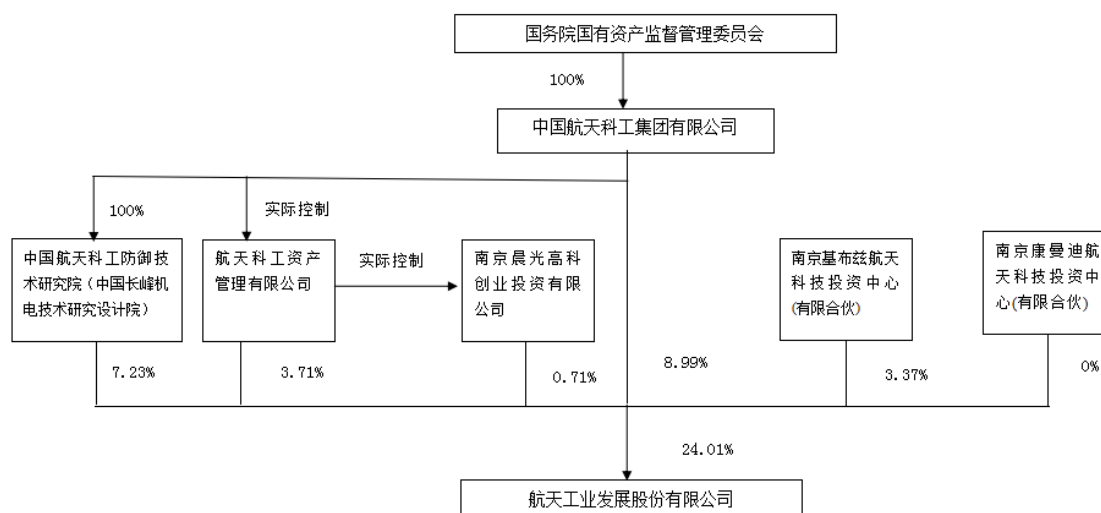 国务院国有资产监督管理委员会
100%
中国航天科工集团有限公司
100%
实际控制
中国航天科工防御技
术研究院（中国长峰机
电技术研究设计院）
航天科工资产
管理有限公司
实际控制
南京晨光高科
创业投资有限
公司
南京基布兹航天
科技投资中心
(有限合伙)
南京康曼迪航
天科技投资中
心(有限合伙)
7.23%
3.71%
0.71%
8.99%
3.37%
0%
24.01%
航天工业发展股份有限公司